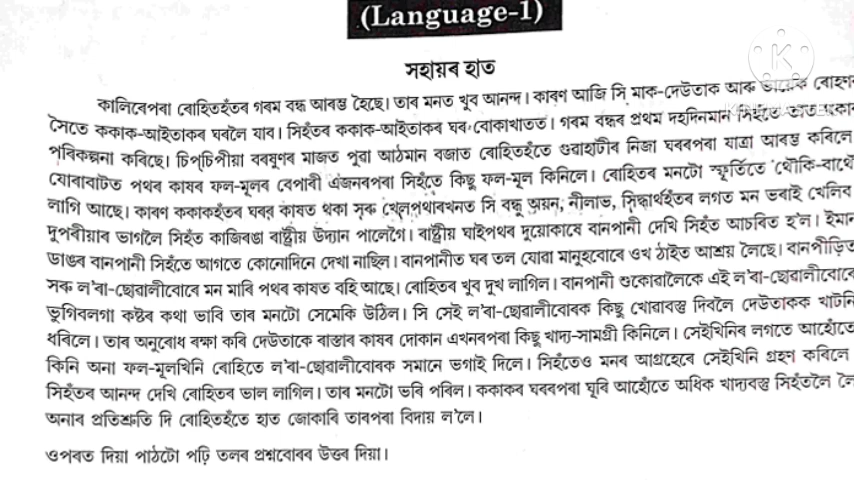 (Language-1)
সহায়ৰ হাত
কালিৰেপৰা ৰোহিতহঁতৰ গৰম বন্ধ আৰম্ভ হৈছে। তাৰ মনত খুব আনন্দ। কাৰণ আজি সি মাক-দেউতাক আৰু ভায়েক ৰোহণৰ
সৈতে ককাক-আইতাকৰ ঘৰলৈ যাব। সিহঁতৰ ককাক-আইতাকৰ ঘৰ বোকাখাতত। গৰম বন্ধৰ প্ৰথম দহদিনমান সিহঁতে তাত
পৰিকল্পনা কৰিছে। চিপ্‌চিপীয়া বৰষুণৰ মাজত পুৱা আঠমান বজাত ৰোহিতহঁতে গুৱাহাটীৰ নিজা ঘৰৰপৰা যাত্ৰা আৰম্ভ কৰিলে
যোৱাবাটত পথৰ কাষৰ ফল-মূলৰ বেপাৰী এজনৰপৰা সিহঁতে কিছু ফল-মূল কিনিলে। ৰোহিতৰ মনটো স্ফূৰ্তিতে থৌকি-বাথৌ
লাগি আছে। কাৰণ ককাকহঁতৰ ঘৰৰ কাষত থকা সৰু খেলপথাৰখনত সি বন্ধু অয়ন, নীলাভ, সিদ্ধাৰ্থহঁতৰ লগত মন ভৰাই খেলিব
দুপৰীয়াৰ ভাগলৈ সিহঁত কাজিৰঙা ৰাষ্ট্ৰীয় উদ্যান পালেগৈ। ৰাষ্ট্ৰীয় ঘাইপথৰ দুয়োকাষে বানপানী দেখি সিহঁত আচৰিত হ'ল। ইমান
ডাঙৰ বানপানী সিহঁতে আগতে কোনোদিনে দেখা নাছিল। বানপানীত ঘৰ তল যোৱা মানুহবোৰে ওখ ঠাইত আশ্ৰয় লৈছে। বানপীড়িত
সৰু ল'ৰা-ছোৱালীবোৰে মন মাৰি পথৰ কাষত বহি আছে। ৰোহিতৰ খুব দুখ লাগিল। বানপানী শুকোৱালৈকে এই ল'ৰা-ছোৱালীবোৰে
ভুগিবলগা কষ্টৰ কথা ভাবি তাৰ মনটো সেমেকি উঠিল। সি সেই ল'ৰা-ছোৱালীবোৰক কিছু খোৱাবস্তু দিবলৈ দেউতাকক খাটনি
ধৰিলে। তাৰ অনুৰোধ ৰক্ষা কৰি দেউতাকে ৰাস্তাৰ কাষৰ দোকান এখনৰপৰা কিছু খাদ্য-সামগ্ৰী কিনিলে। সেইখিনিৰ লগতে আহোঁতে
কিনি অনা ফল-মূলখিনি ৰোহিতে ল'ৰা-ছোৱালীবোৰক সমানে ভগাই দিলে। সিহঁতেও মনৰ আগ্ৰহেৰে সেইখিনি গ্ৰহণ কৰিলে।
সিহঁতৰ আনন্দ দেখি ৰোহিতৰ ভাল লাগিল। তাৰ মনটো ভৰি পৰিল। ককাকৰ ঘৰৰপৰা ঘূৰি আহোঁতে অধিক খাদ্যবস্তু সিহঁতলৈ লৈ
অনাৰ প্ৰতিশ্ৰুতি দি ৰোহিতহঁতে হাত জোকাৰি তাৰপৰা বিদায় ল'লে।
ওপৰত দিয়া পাঠটো পঢ়ি তলৰ প্ৰশ্নবোৰৰ উত্তৰ দিয়া।